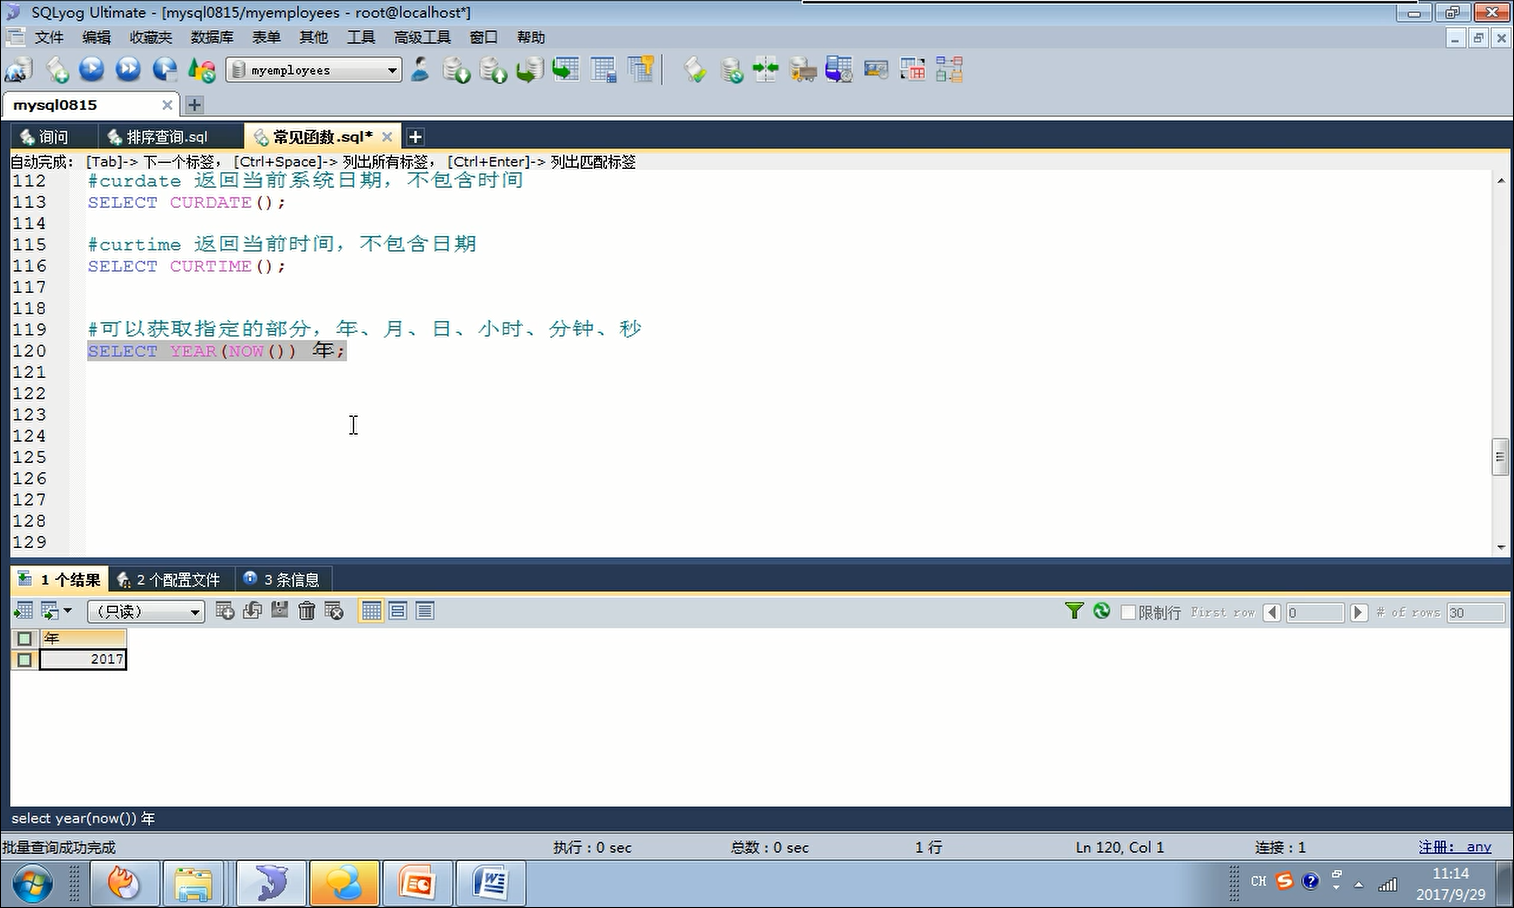 SQLyog Ultimate - [mysql0815/myemployees - root@localhost*]
文件 编辑 收藏夹 数据库 表单 其他 工具 高级工具 窗口 帮助
myemployees
mysql0815
询问 排序查询.sql 常见函数.sql*
自动完成: [Tab]-> 下一个标签, [Ctrl+Space]-> 列出所有标签, [Ctrl+Enter]-> 列出匹配标签
112 #curdate 返回当前系统日期，不包含时间
113 SELECT CURDATE();
114
115 #curtime 返回当前时间，不包含日期
116 SELECT CURTIME();
117
118
119 #可以获取指定的部分，年、月、日、小时、分钟、秒
120 SELECT YEAR(NOW()) 年;
121
122
123
124
125
126
127
128
129
1 个结果 2 个配置文件 3 条信息
(只读) 限制行 First row 0 # of rows 30
年
2017
select year(now()) 年
批量查询成功完成 执行 : 0 sec 总数 : 0 sec 1 行 Ln 120, Col 1 连接 : 1 注册: any
CH 11:14
2017/9/29